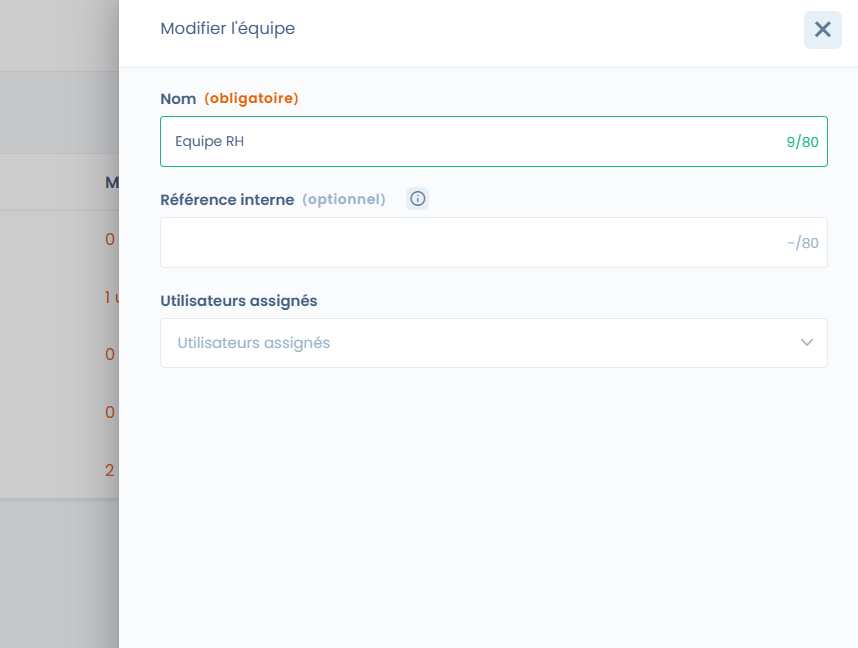 Modifier l'équipe
Nom (obligatoire)
Equipe RH 9/80
Référence interne (optionnel)
-/80
Utilisateurs assignés
Utilisateurs assignés
M
0
1 u
0
0
2